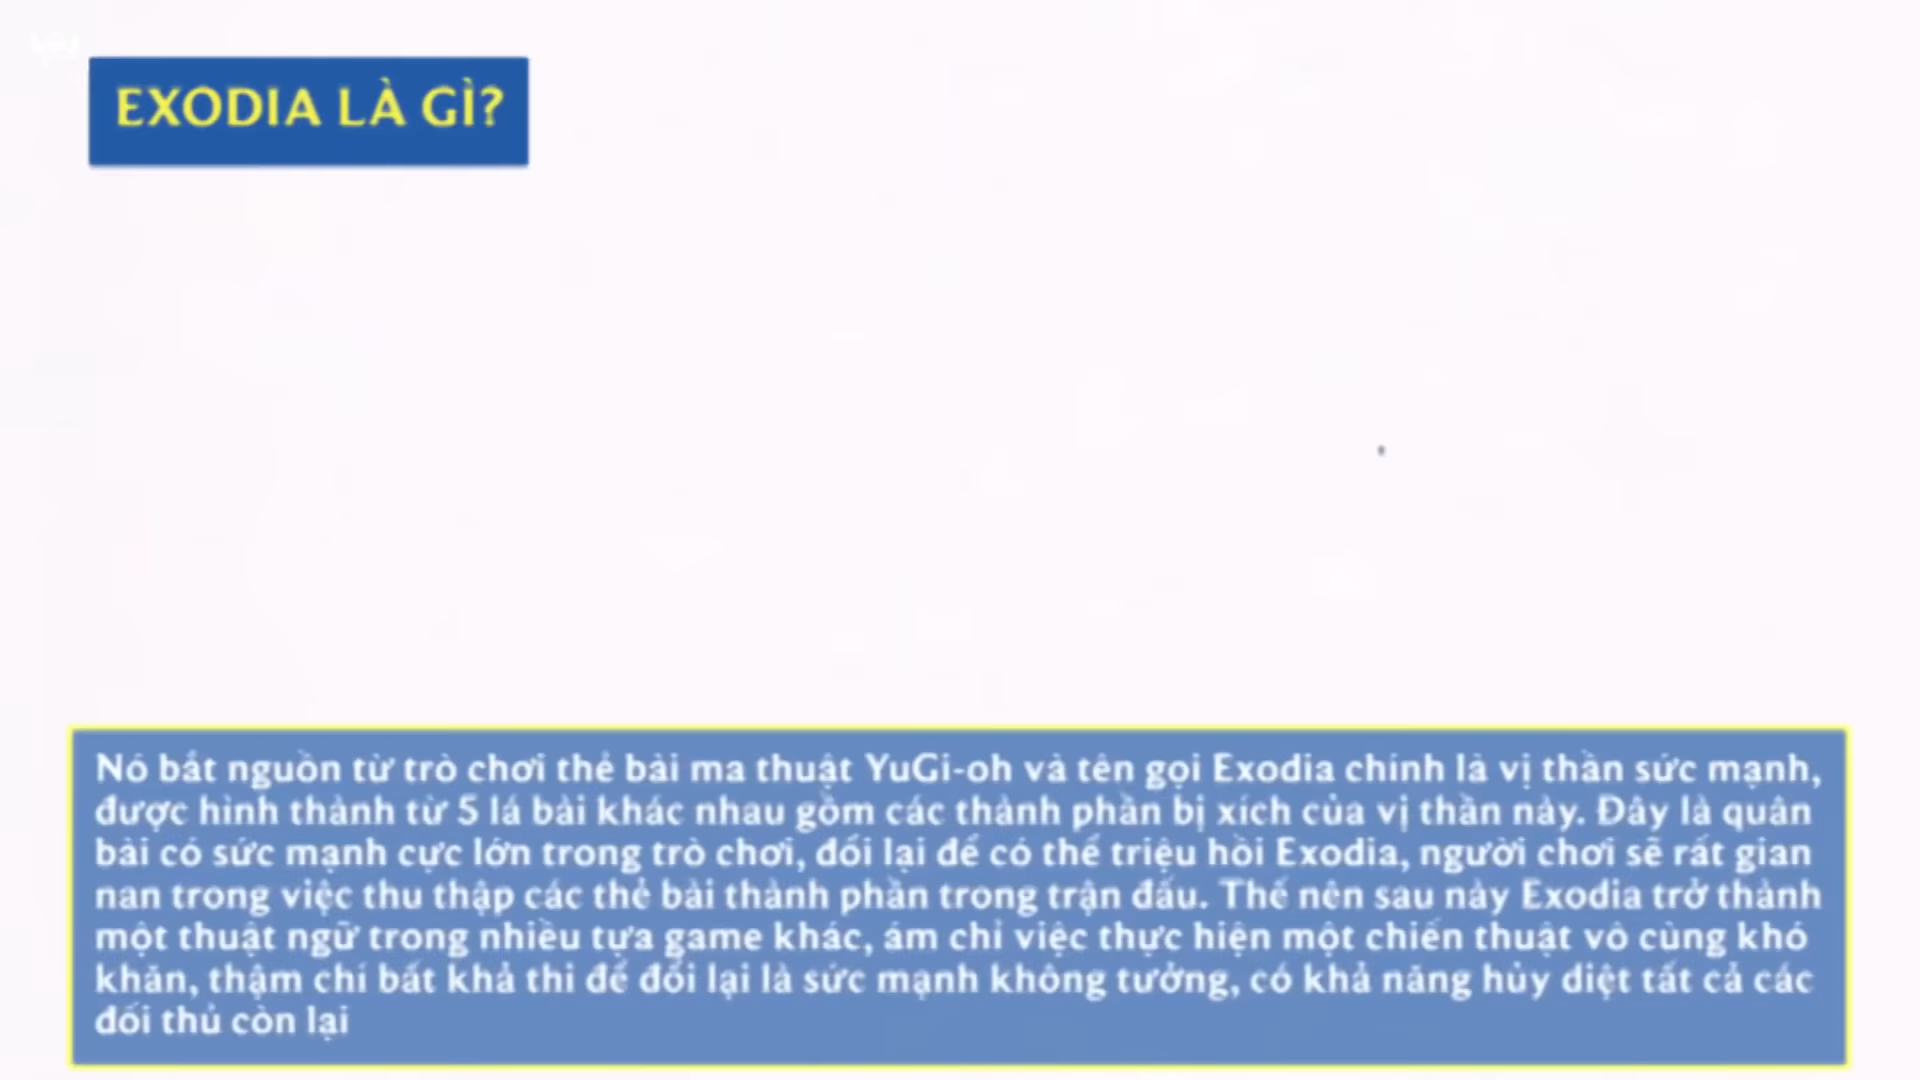 EXODIA LÀ GÌ?
Nó bắt nguồn từ trò chơi thẻ bài ma thuật YuGi-oh và tên gọi Exodia chính là vị thần sức mạnh,
được hình thành từ 5 lá bài khác nhau gồm các thành phần bị xích của vị thần này. Đây là quân
bài có sức mạnh cực lớn trong trò chơi, đổi lại để có thể triệu hồi Exodia, người chơi sẽ rất gian
nan trong việc thu thập các thẻ bài thành phần trong trận đấu. Thế nên sau này Exodia trở thành
một thuật ngữ trong nhiều tựa game khác, ám chỉ việc thực hiện một chiến thuật vô cùng khó
khăn, thậm chí bất khả thi để đổi lại là sức mạnh không tưởng, có khả năng hủy diệt tất cả các
đối thủ còn lại